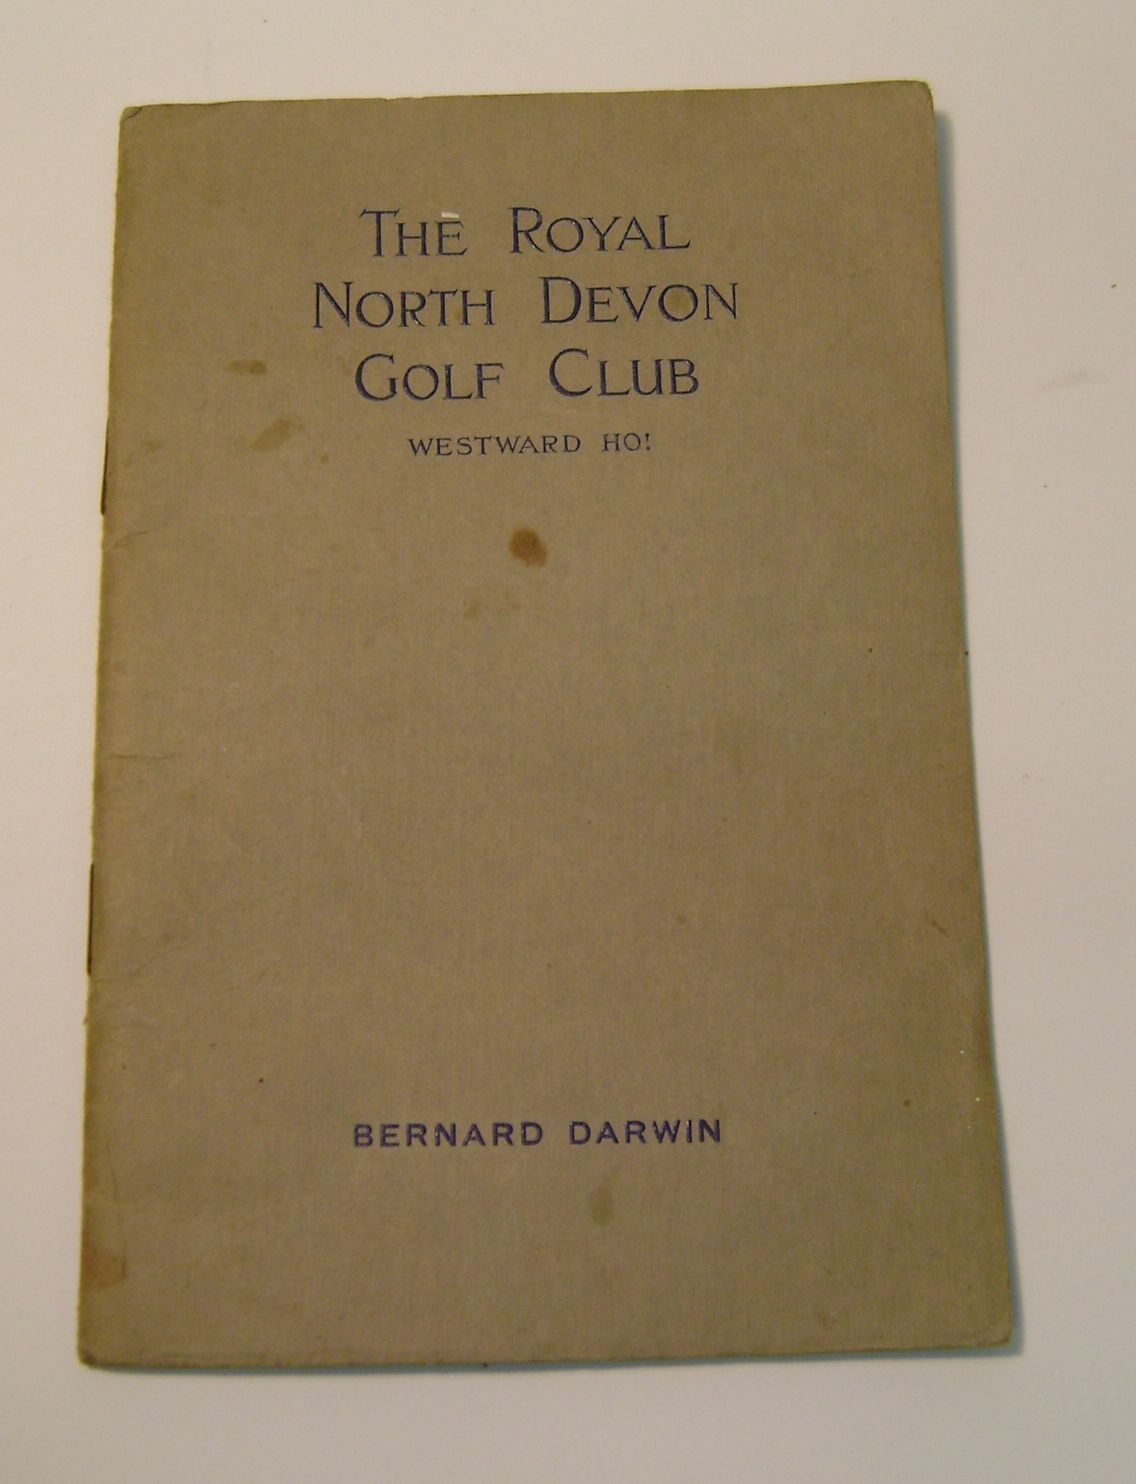 THE ROYAL
NORTH DEVON
GOLF CLUB
WESTWARD HO!
BERNARD DARWIN